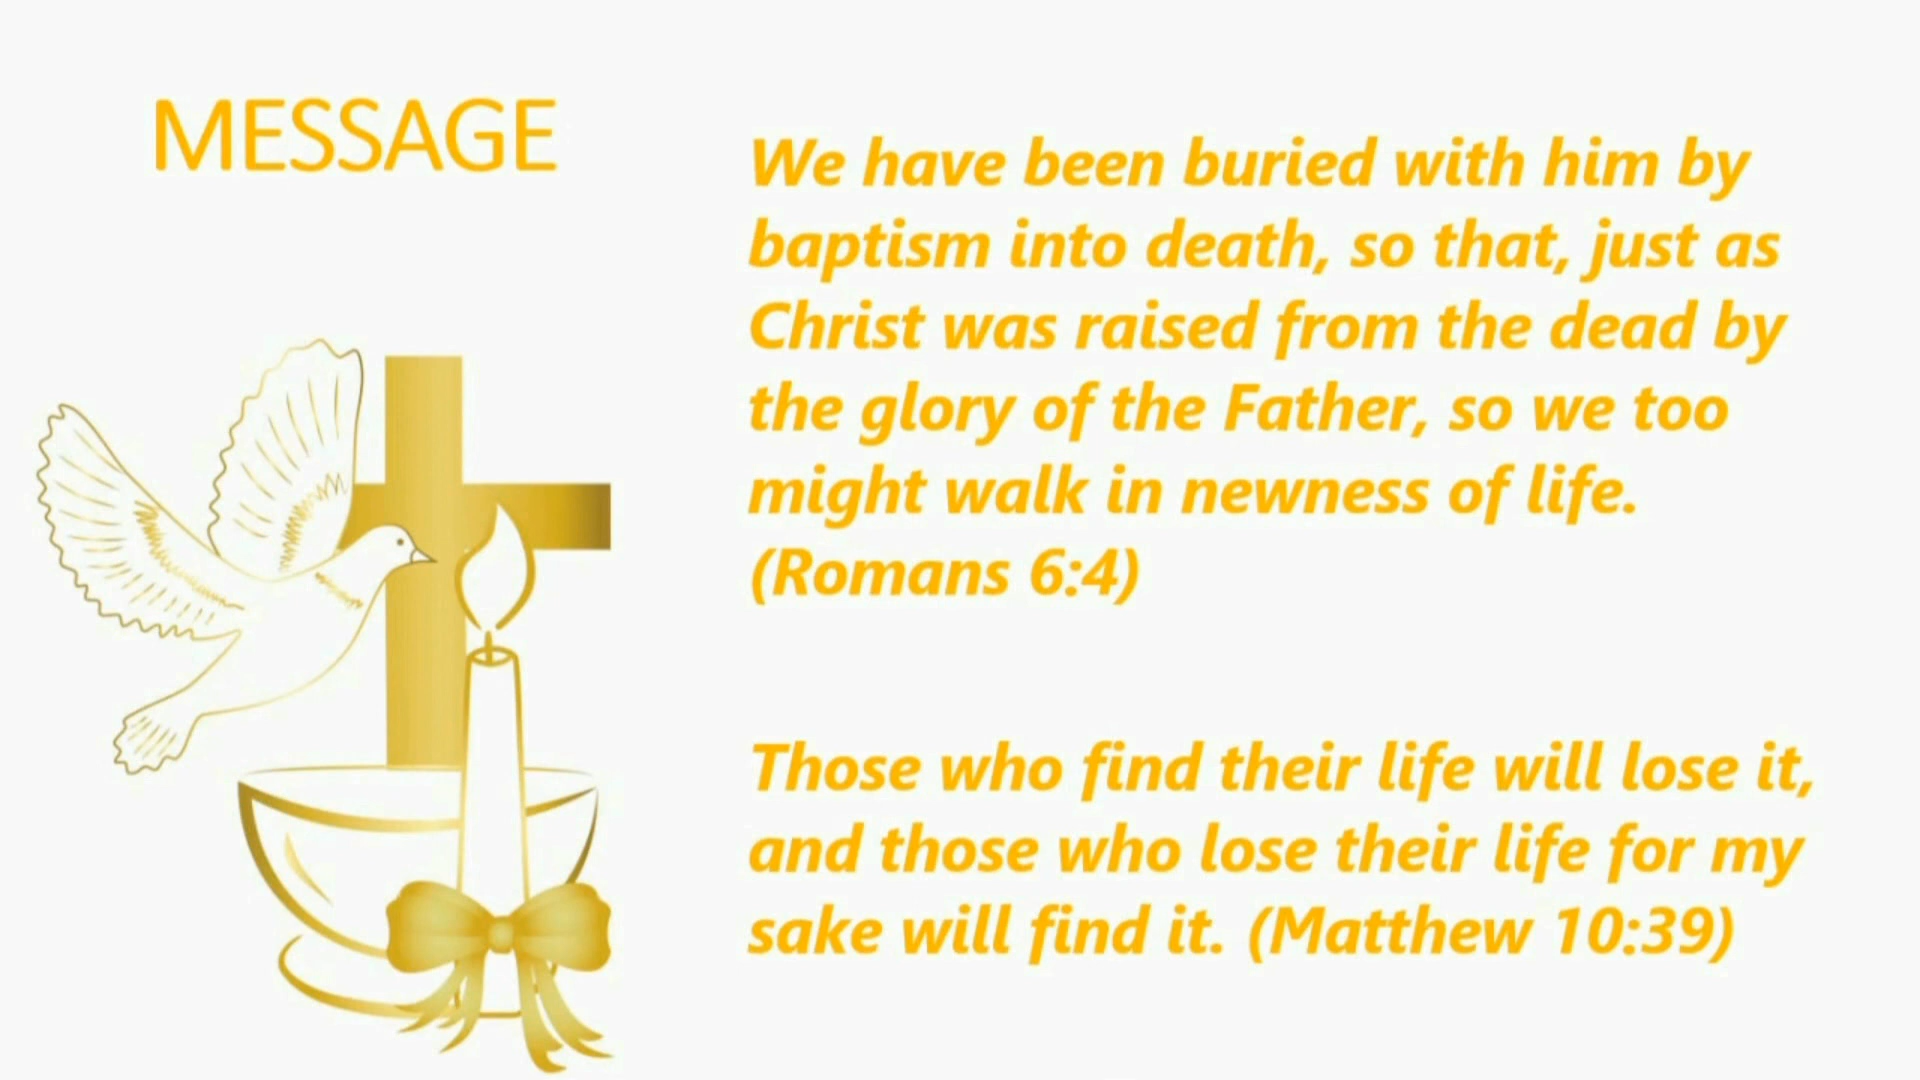 MESSAGE
We have been buried with him by
baptism into death, so that, just as
Christ was raised from the dead by
the glory of the Father, so we too
might walk in newness of life.
(Romans 6:4)
Those who find their life will lose it,
and those who lose their life for my
sake will find it. (Matthew 10:39)